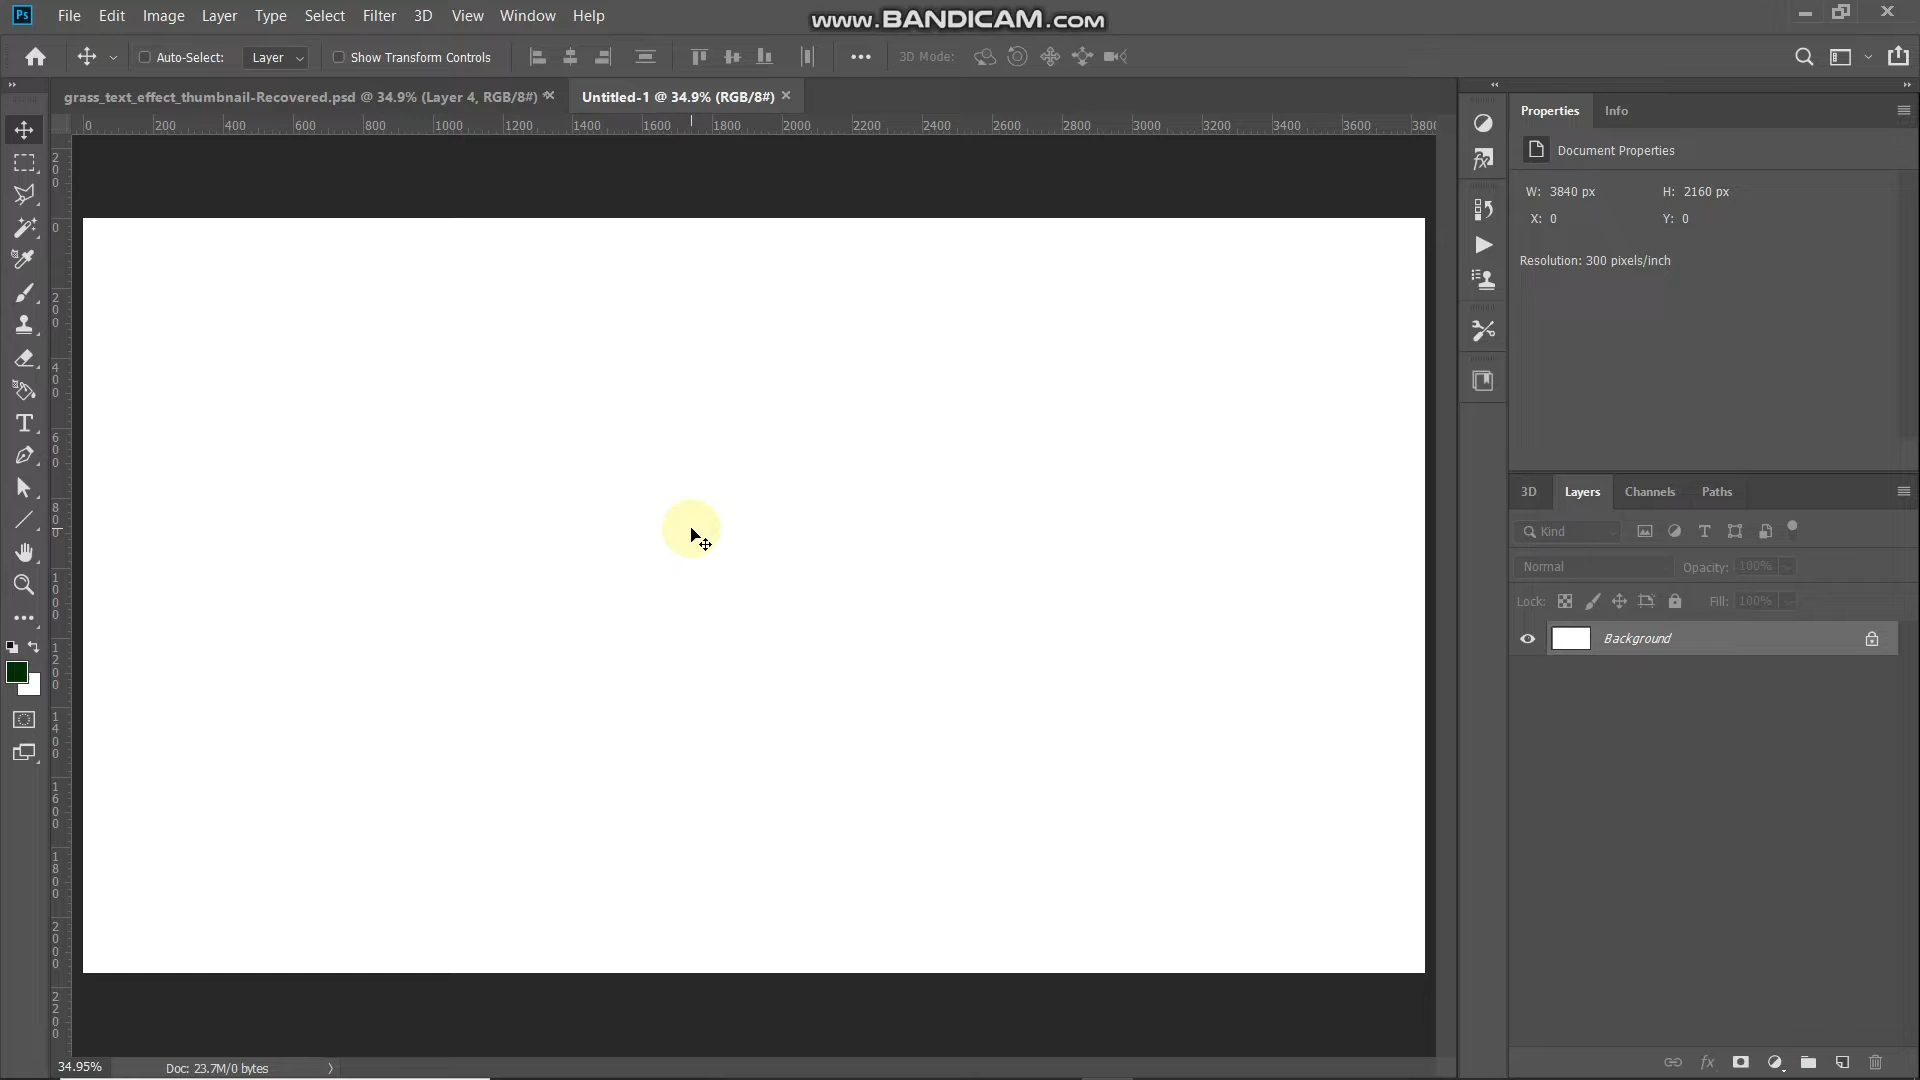 Ps File Edit Image Layer Type Select Filter 3D View Window Help
www.BANDICAM.com
Auto-Select: Layer Show Transform Controls 3D Mode:
grass_text_effect_thumbnail-Recovered.psd @ 34.9% (Layer 4, RGB/8#)
Untitled-1 @ 34.9% (RGB/8#)
0 200 400 600 800 1000 1200 1400 1600 1800 2000 2200 2400 2600 2800 3000 3200 3400 3600 3800
200
0
200
400
600
800
1000
1200
1400
1600
1800
2000
2200
Properties Info
Document Properties
W: 3840 px H: 2160 px
X: 0 Y: 0
Resolution: 300 pixels/inch
3D Layers Channels Paths
Kind
Normal Opacity: 100%
Lock: Fill: 100%
Background
fx
34.95% Doc: 23.7M/0 bytes